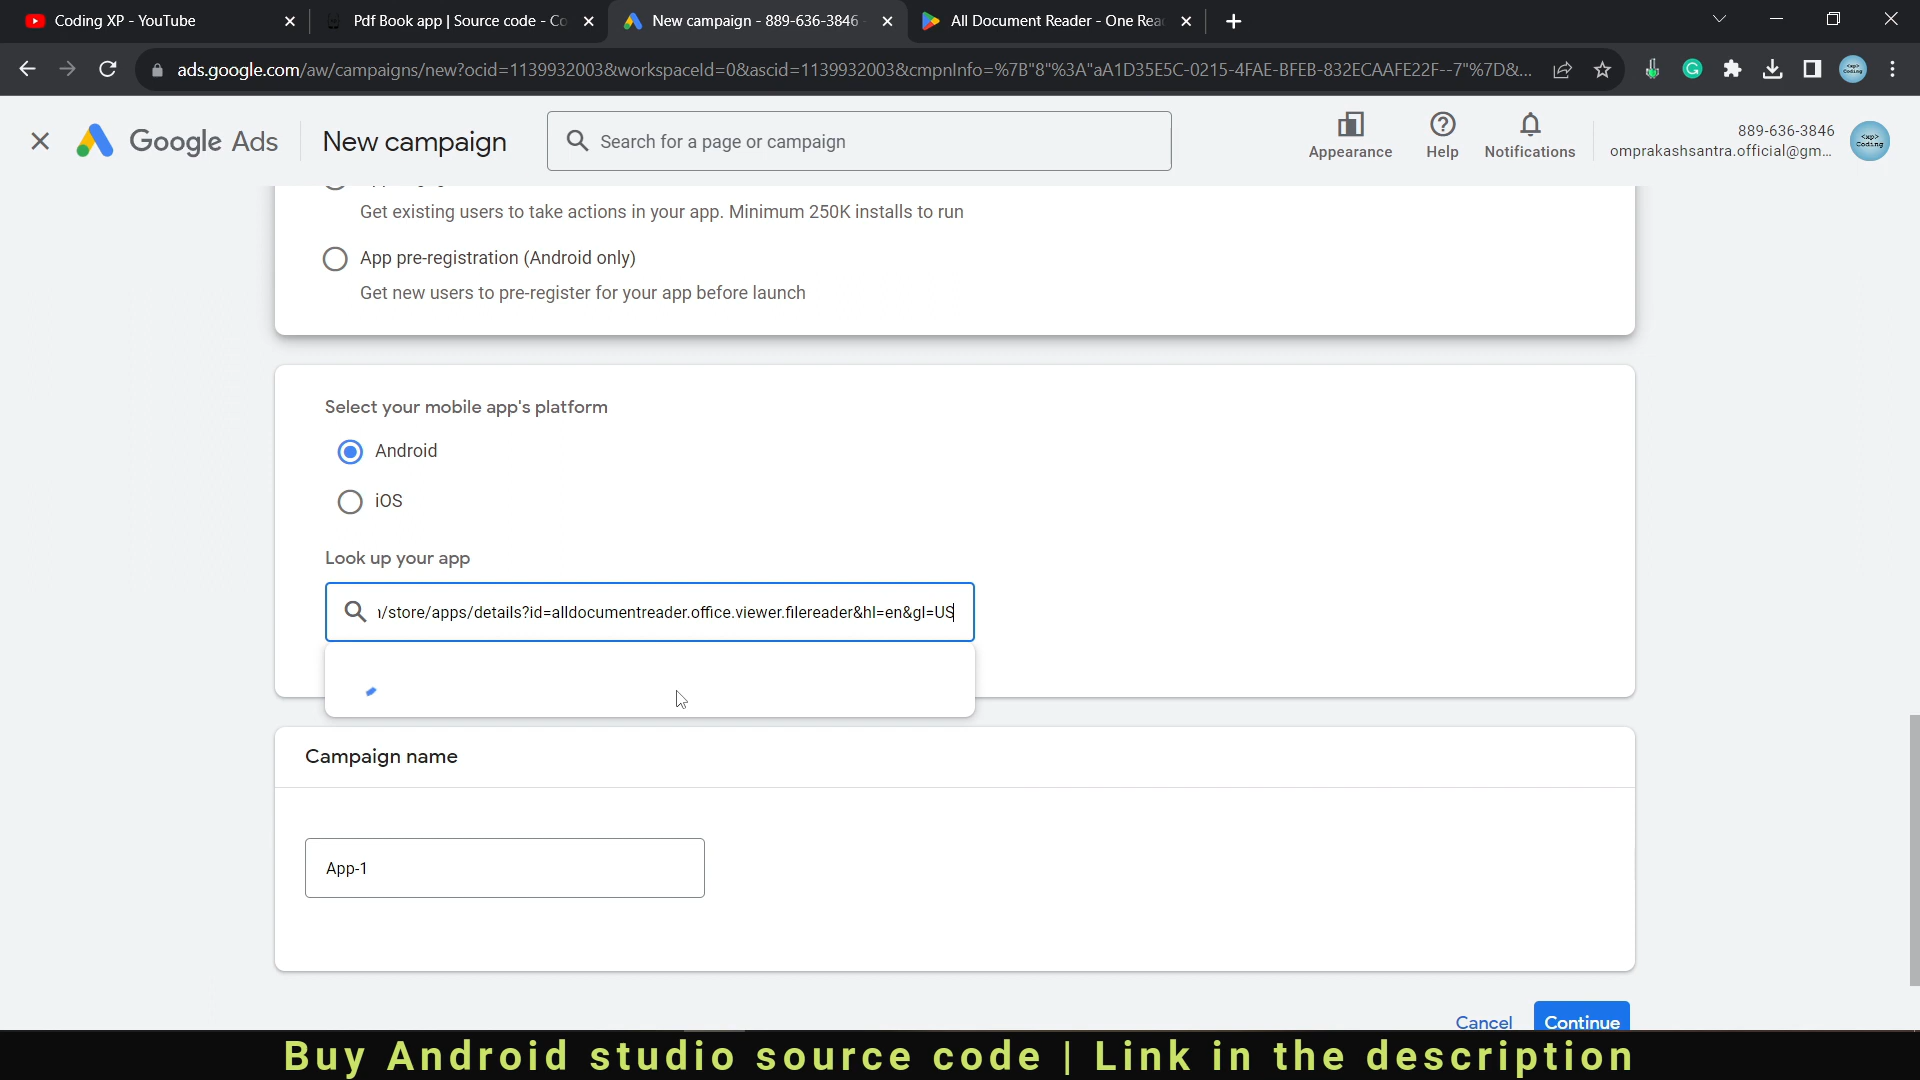 Coding XP - YouTube
Pdf Book app | Source code - Co
New campaign - 889-636-3846
All Document Reader - One Rea
ads.google.com/aw/campaigns/new?ocid=1139932003&workspaceId=0&ascid=1139932003&cmpnInfo=%7B"8"%3A"aA1D35E5C-0215-4FAE-BFEB-832ECAAFE22F--7"%7D&...
Google Ads
New campaign
Search for a page or campaign
Appearance
Help
Notifications
889-636-3846
omprakashsantra.official@gm...
<xp>
Coding
Get existing users to take actions in your app. Minimum 250K installs to run
App pre-registration (Android only)
Get new users to pre-register for your app before launch
Select your mobile app's platform
Android
iOS
Look up your app
/store/apps/details?id=alldocumentreader.office.viewer.filereader&hl=en&gl=US
Campaign name
App-1
Cancel
Continue
Buy Android studio source code | Link in the description